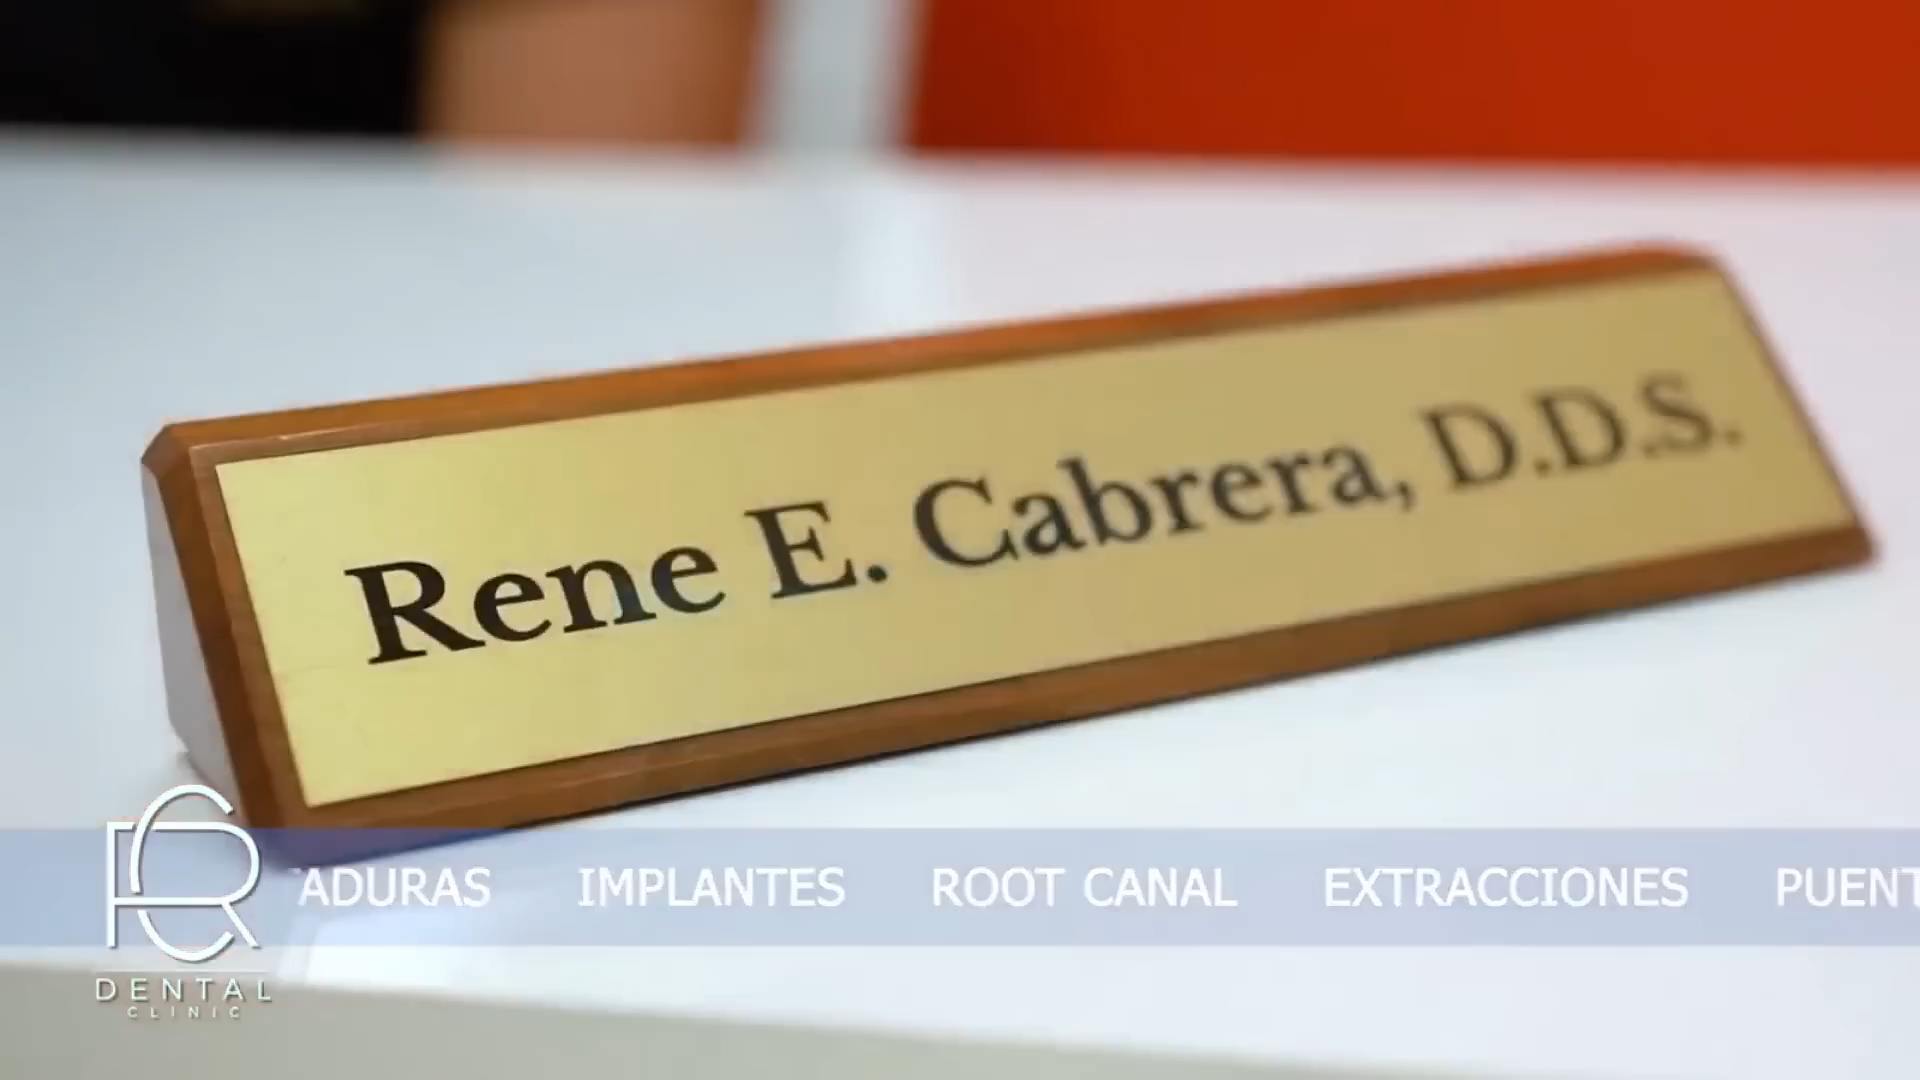 Rene E. Cabrera, D.D.S.
ADURAS IMPLANTES ROOT CANAL EXTRACCIONES PUENT
RC
DENTAL
CLINIC